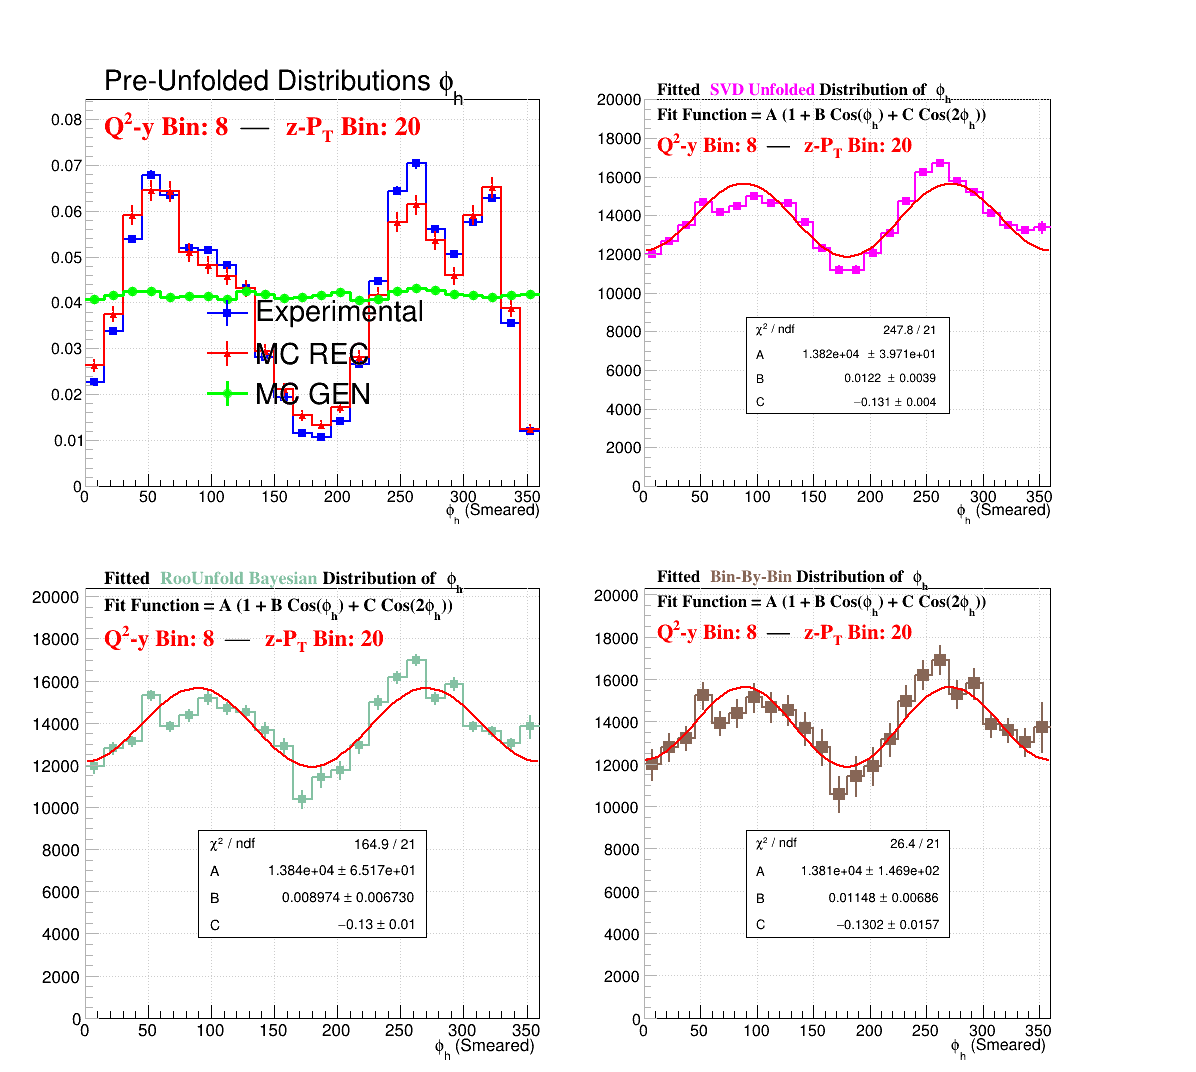 Pre-Unfolded Distributions ϕh
Q²-y Bin: 8 — z-PT Bin: 20
0.08
0.07
0.06
0.05
0.04
0.03
0.02
0.01
0
Experimental
MC REC
MC GEN
0 50 100 150 200 250 300 350
ϕh (Smeared)
Fitted SVD Unfolded Distribution of ϕh
Fit Function = A (1 + B Cos(ϕh) + C Cos(2ϕh))
Q²-y Bin: 8 — z-PT Bin: 20
20000
18000
16000
14000
12000
10000
8000
6000
4000
2000
0
χ² / ndf 247.8 / 21
A 1.382e+04 ± 3.971e+01
B 0.0122 ± 0.0039
C −0.131 ± 0.004
0 50 100 150 200 250 300 350
ϕh (Smeared)
Fitted RooUnfold Bayesian Distribution of ϕh
Fit Function = A (1 + B Cos(ϕh) + C Cos(2ϕh))
Q²-y Bin: 8 — z-PT Bin: 20
20000
18000
16000
14000
12000
10000
8000
6000
4000
2000
0
χ² / ndf 164.9 / 21
A 1.384e+04 ± 6.517e+01
B 0.008974 ± 0.006730
C −0.13 ± 0.01
0 50 100 150 200 250 300 350
ϕh (Smeared)
Fitted Bin-By-Bin Distribution of ϕh
Fit Function = A (1 + B Cos(ϕh) + C Cos(2ϕh))
Q²-y Bin: 8 — z-PT Bin: 20
20000
18000
16000
14000
12000
10000
8000
6000
4000
2000
0
χ² / ndf 26.4 / 21
A 1.381e+04 ± 1.469e+02
B 0.01148 ± 0.00686
C −0.1302 ± 0.0157
0 50 100 150 200 250 300 350
ϕh (Smeared)